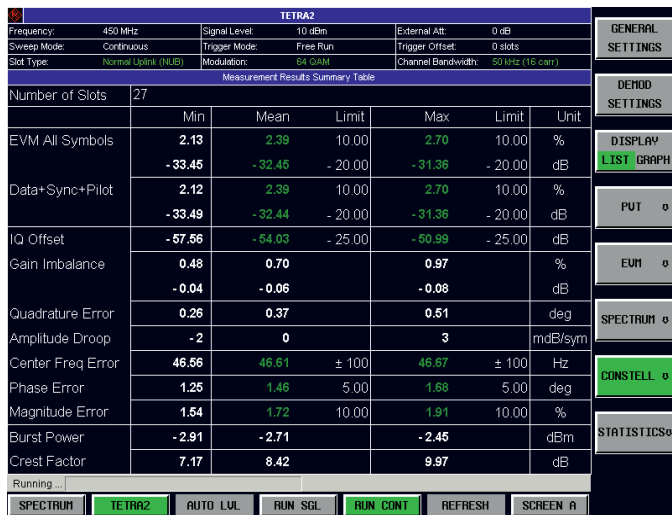 TETRA2
Frequency: 450 MHz Signal Level: 10 dBm External Att: 0 dB
Sweep Mode: Continuous Trigger Mode: Free Run Trigger Offset: 0 slots
Slot Type: Normal Uplink (NUB) Modulation: 64 QAM Channel Bandwidth: 50 kHz (16 carr)
Measurement Results Summary Table
Number of Slots 27
Min Mean Limit Max Limit Unit
EVM All Symbols 2.13 2.39 10.00 2.70 10.00 %
-33.45 -32.45 - 20.00 -31.36 - 20.00 dB
Data+Sync+Pilot 2.12 2.39 10.00 2.70 10.00 %
-33.49 -32.44 - 20.00 -31.36 - 20.00 dB
IQ Offset -57.56 -54.03 - 25.00 -50.99 - 25.00 dB
Gain Imbalance 0.48 0.70 0.97 %
-0.04 -0.06 -0.08 dB
Quadrature Error 0.26 0.37 0.51 deg
Amplitude Droop -2 0 3 mdB/sym
Center Freq Error 46.56 46.61 ± 100 46.67 ± 100 Hz
Phase Error 1.25 1.46 5.00 1.68 5.00 deg
Magnitude Error 1.54 1.72 10.00 1.91 10.00 %
Burst Power -2.91 -2.71 -2.45 dBm
Crest Factor 7.17 8.42 9.97 dB
Running ...
SPECTRUM TETRA2 AUTO LVL RUN SGL RUN CONT REFRESH SCREEN A
GENERAL
SETTINGS
DEMOD
SETTINGS
DISPLAY
LIST GRAPH
PVT
EVM
SPECTRUM
CONSTELL
STATISTICS